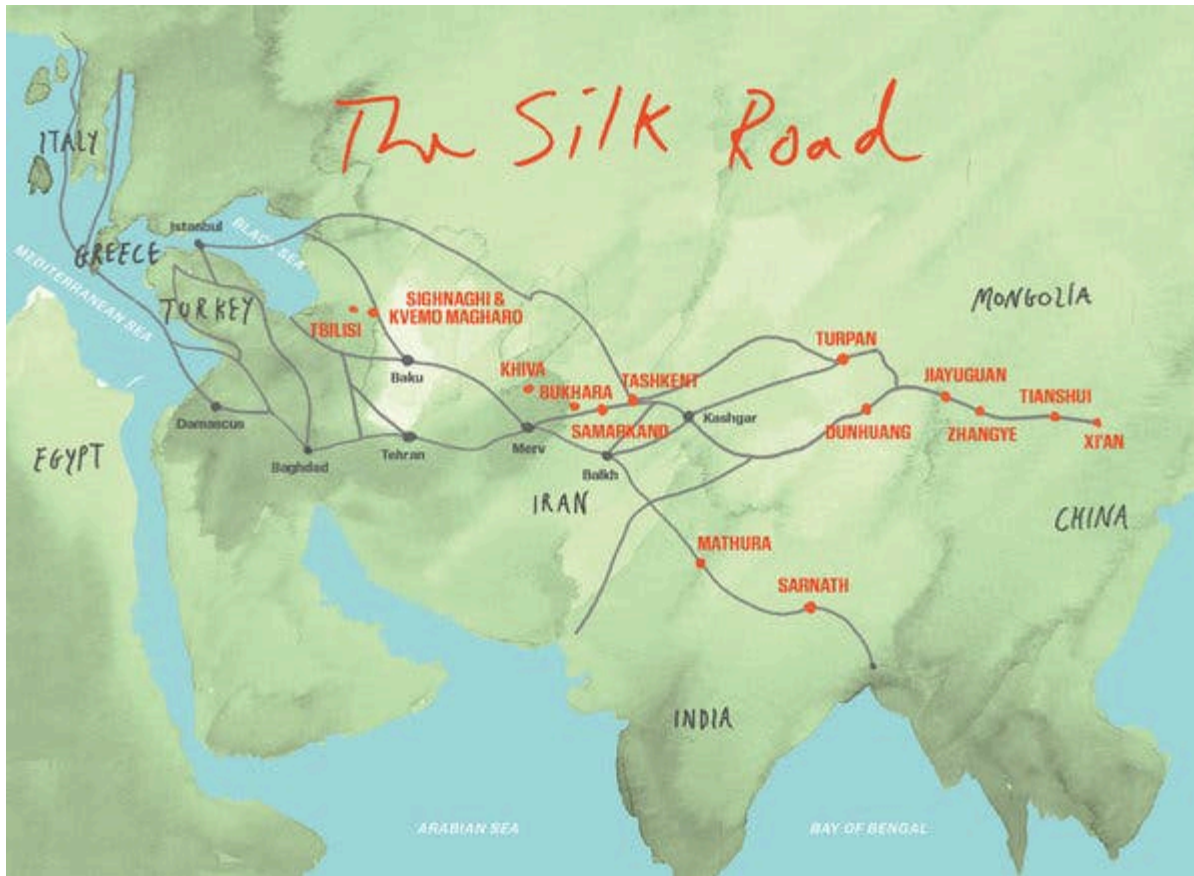 The Silk Road
ITALY
Istanbul
BLACK SEA
GREECE
MEDITERRANEAN SEA
TURKEY
SIGHNAGHI &
KVEMO MAGHARO
TBILISI
MONGOLIA
TURPAN
Baku
KHIVA
BUKHARA
TASHKENT
JIAYUGUAN
TIANSHUI
Damascus
SAMARKAND
Kashgar
DUNHUANG
ZHANGYE
XI'AN
EGYPT
Baghdad
Tehran
Merv
Balkh
IRAN
CHINA
MATHURA
SARNATH
INDIA
ARABIAN SEA
BAY OF BENGAL